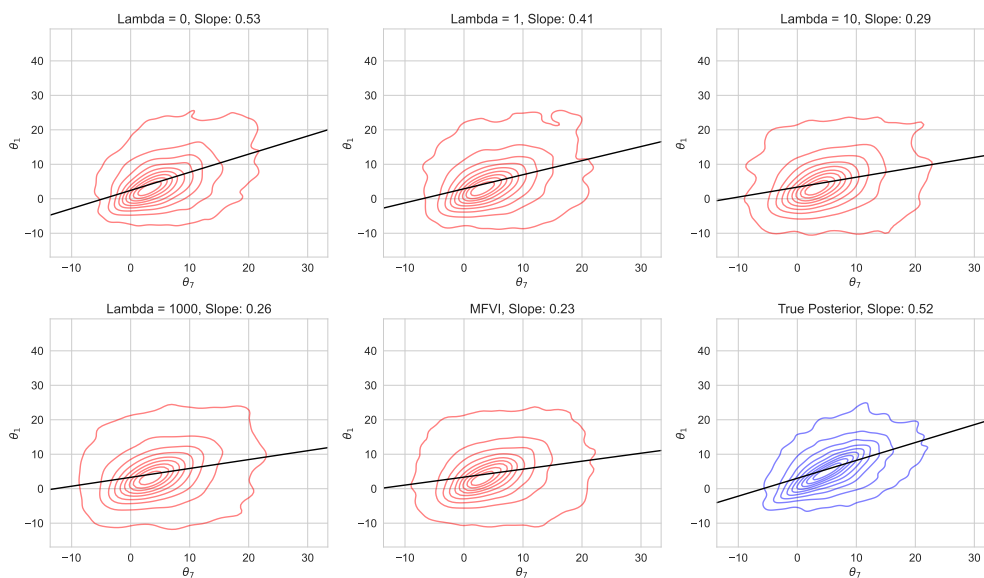 Lambda = 0, Slope: 0.53
40
30
20
10
0
−10
θ1
−10 0 10 20 30
θ7
Lambda = 1, Slope: 0.41
40
30
20
10
0
−10
θ1
−10 0 10 20 30
θ7
Lambda = 10, Slope: 0.29
40
30
20
10
0
−10
θ1
−10 0 10 20 30
θ7
Lambda = 1000, Slope: 0.26
40
30
20
10
0
−10
θ1
−10 0 10 20 30
θ7
MFVI, Slope: 0.23
40
30
20
10
0
−10
θ1
−10 0 10 20 30
θ7
True Posterior, Slope: 0.52
40
30
20
10
0
−10
θ1
−10 0 10 20 30
θ7